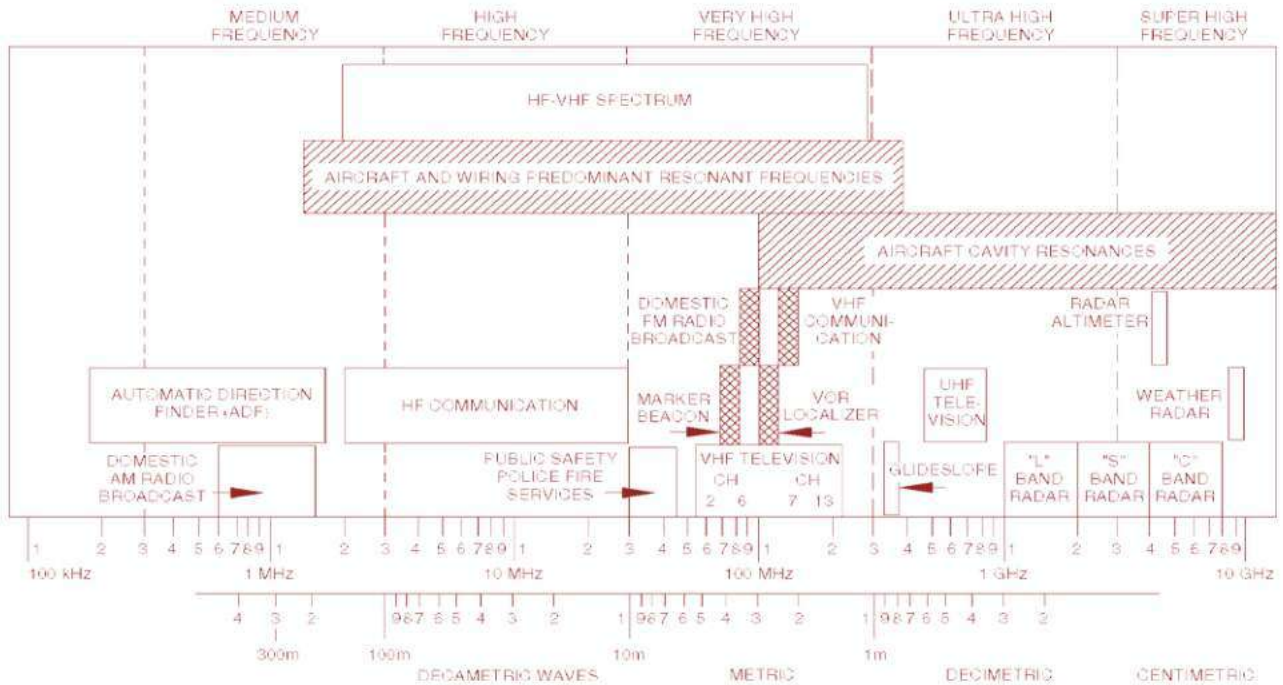 MEDIUM FREQUENCY
HIGH FREQUENCY
VERY HIGH FREQUENCY
ULTRA HIGH FREQUENCY
SUPER HIGH FREQUENCY
HF-VHF SPECTRUM
AIRCRAFT AND WIRING PREDOMINANT RESONANT FREQUENCIES
AIRCRAFT CAVITY RESONANCES
DOMESTIC
FM RADIO
BROADCAST
VHF
COMMUNI-
CATION
RADAR
ALTIMETER
AUTOMATIC DIRECTION
FINDER (ADF)
HF COMMUNICATION
MARKER
BEACON
VOR
LOCALIZER
UHF
TELE-
VISION
WEATHER
RADAR
DOMESTIC
AM RADIO
BROADCAST
PUBLIC SAFETY
POLICE FIRE
SERVICES
VHF TELEVISION
CH CH
2 6 7 13
GLIDESLOPE
"L"
BAND
RADAR
"S"
BAND
RADAR
"C"
BAND
RADAR
1 2 3 4 5 6 7 8 9 1 2 3 4 5 6 7 8 9 1 2 3 4 5 6 7 8 9 1 2 3 4 5 6 7 8 9 1 2 3 4 5 6 7 8 9
100 kHz 1 MHz 10 MHz 100 MHz 1 GHz 10 GHz
4 3 2 9 8 7 6 5 4 3 2 1 9 8 7 6 5 4 3 2 1 9 8 7 6 5 4 3 2
300m 100m 10m 1m
DECAMETRIC WAVES METRIC DECIMETRIC CENTIMETRIC